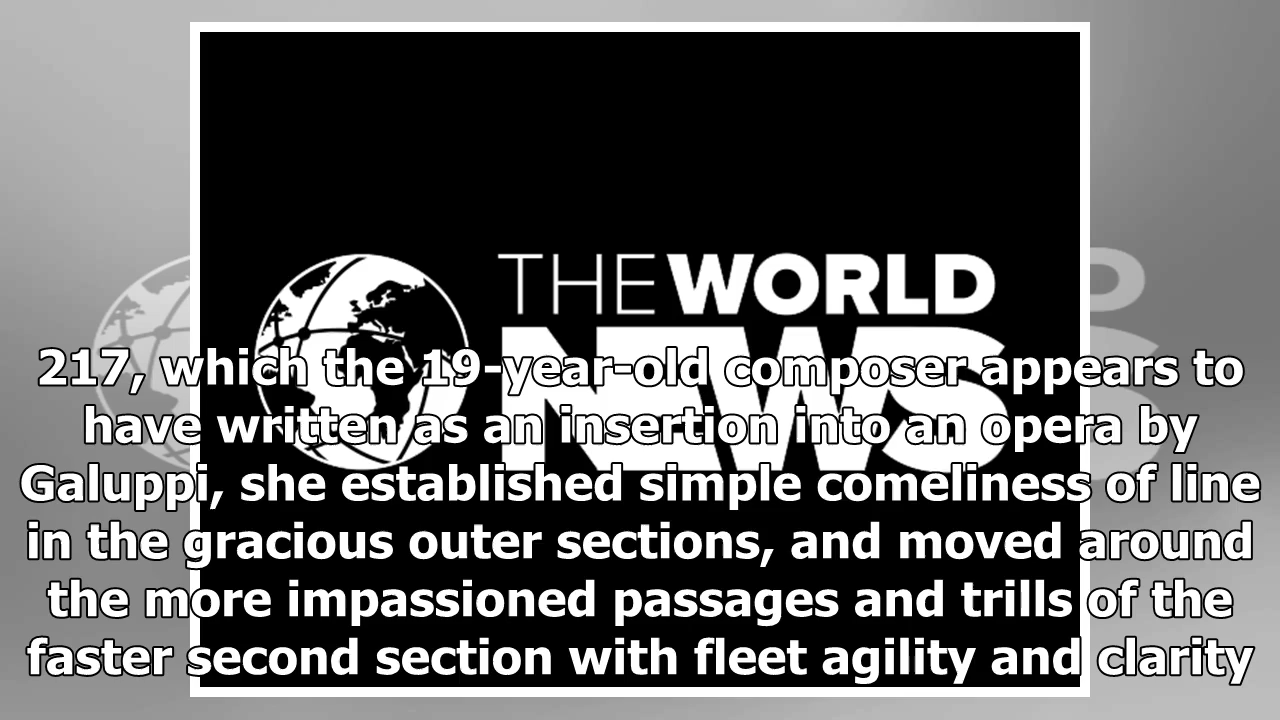 THE WORLD
NEWS
217, which the 19-year-old composer appears to
have written as an insertion into an opera by
Galuppi, she established simple comeliness of line
in the gracious outer sections, and moved around
the more impassioned passages and trills of the
faster second section with fleet agility and clarity